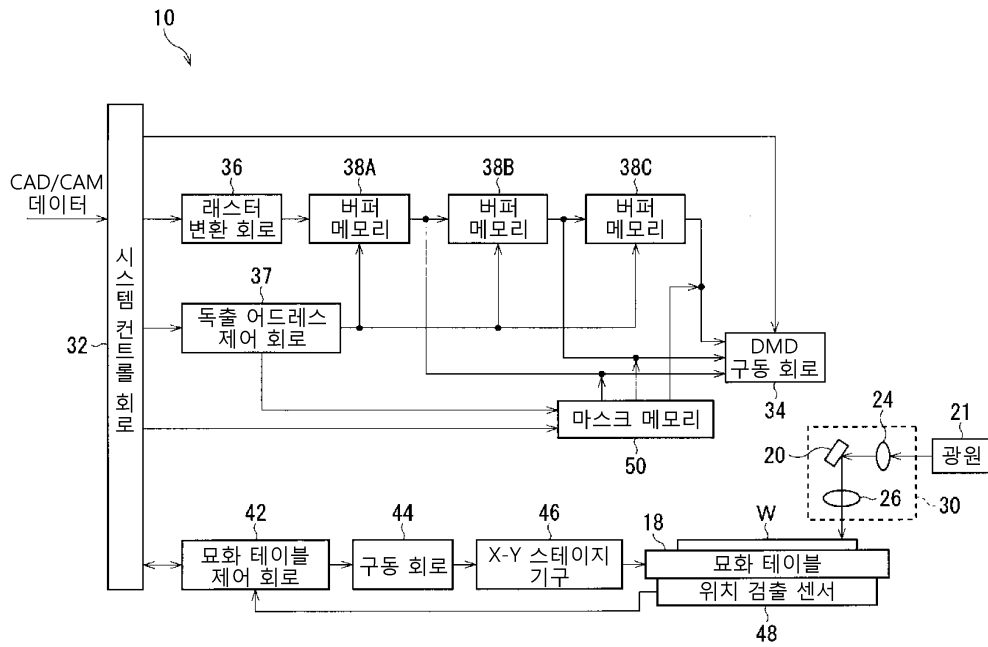 10
CAD/CAM
데이터
시스템 컨트롤 회로
32
36
래스터
변환 회로
38A
버퍼
메모리
38B
버퍼
메모리
38C
버퍼
메모리
37
독출 어드레스
제어 회로
DMD
구동 회로
34
마스크 메모리
50
20
24
21
광원
26
30
42
묘화 테이블
제어 회로
44
구동 회로
46
X-Y 스테이지
기구
18
W
묘화 테이블
위치 검출 센서
48